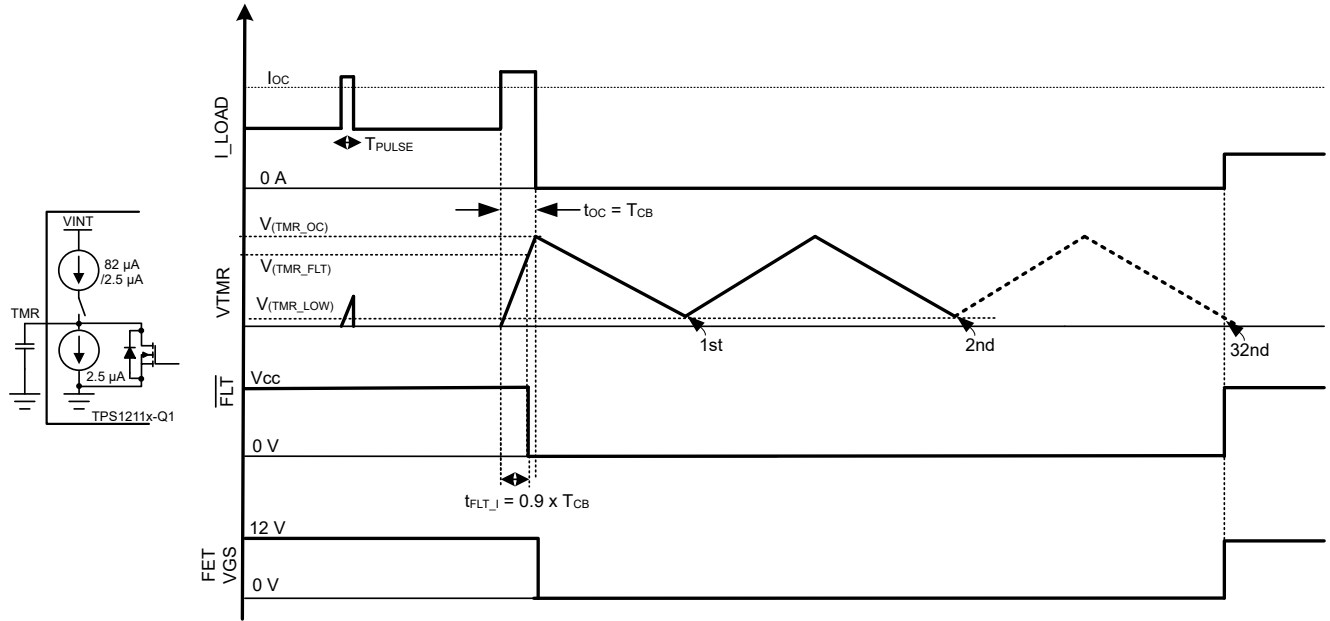 I_LOAD
IOC
TPULSE
0 A
tOC = TCB
VTMR
V(TMR_OC)
V(TMR_FLT)
V(TMR_LOW)
1st
2nd
32nd
VINT
82 µA
/2.5 µA
TMR
2.5 µA
TPS1211x-Q1
FLT
Vcc
0 V
tFLT_I = 0.9 x TCB
FET
VGS
12 V
0 V